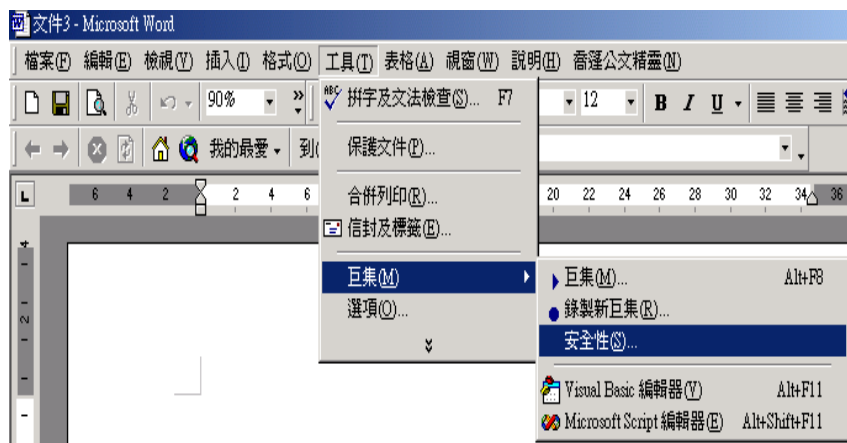 文件3 - Microsoft Word
檔案(F) 編輯(E) 檢視(V) 插入(I) 格式(O) 工具(T) 表格(A) 視窗(W) 說明(H) 喬蓬公文精靈(N)
90% 12 B I U
ABC 拼字及文法檢查(S)... F7
我的最愛 到(
保護文件(P)...
合併列印(R)...
信封及標籤(E)...
L 6 4 2 2 4 6 20 22 24 26 28 30 32 34 36
4
2
巨集(M)
選項(O)...
巨集(M)... Alt+F8
錄製新巨集(R)...
安全性(S)...
Visual Basic 編輯器(V) Alt+F11
Microsoft Script 編輯器(E) Alt+Shift+F11